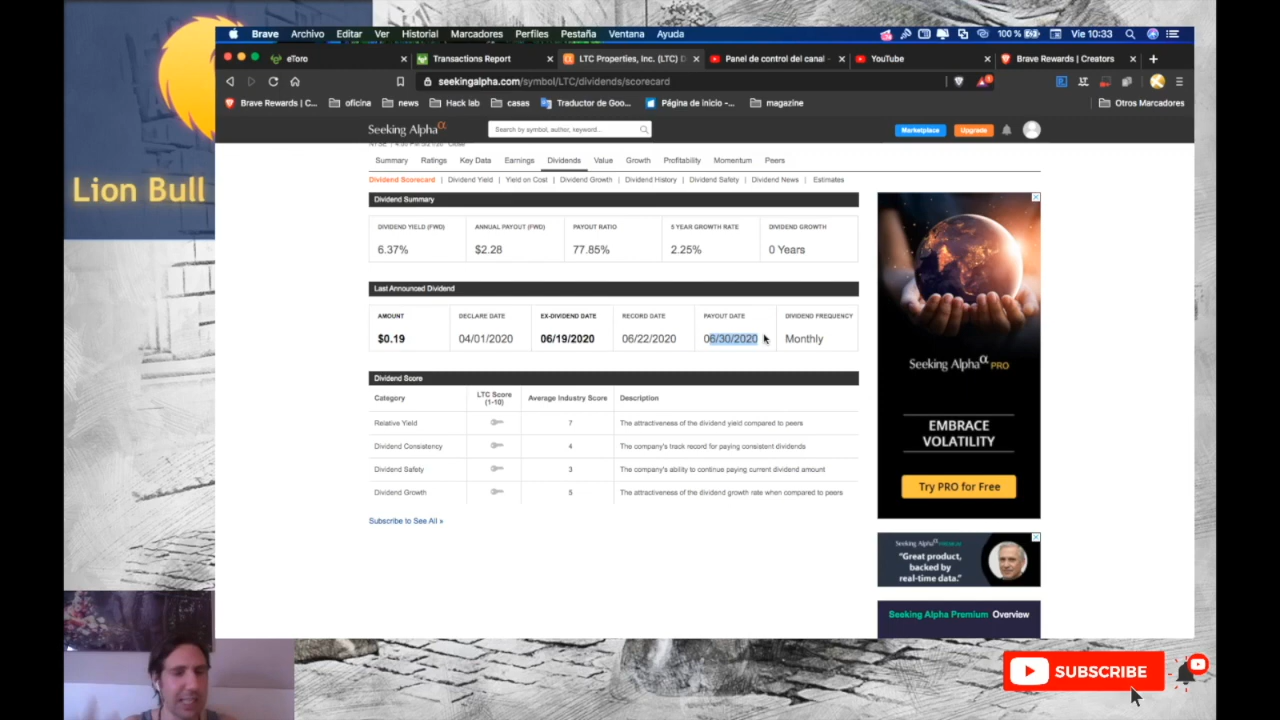 Brave Archivo Editar Ver Historial Marcadores Perfiles Pestaña Ventana Ayuda 100 % Vie 10:33
eToro Transactions Report LTC Properties, Inc. (LTC) D Panel de control del canal - YouTube Brave Rewards | Creators
seekingalpha.com/symbol/LTC/dividends/scorecard
Brave Rewards | C... oficina news Hack lab casas Traductor de Goo... Página de inicio -... magazine Otros Marcadores
Seeking Alpha α Search by symbol, author, keyword... Marketplace Upgrade
Summary Ratings Key Data Earnings Dividends Value Growth Profitability Momentum Peers
Dividend Scorecard | Dividend Yield | Yield on Cost | Dividend Growth | Dividend History | Dividend Safety | Dividend News | Estimates
Lion Bull
Dividend Summary
DIVIDEND YIELD (FWD) ANNUAL PAYOUT (FWD) PAYOUT RATIO 5 YEAR GROWTH RATE DIVIDEND GROWTH
6.37% $2.28 77.85% 2.25% 0 Years
Last Announced Dividend
AMOUNT DECLARE DATE EX-DIVIDEND DATE RECORD DATE PAYOUT DATE DIVIDEND FREQUENCY
$0.19 04/01/2020 06/19/2020 06/22/2020 06/30/2020 Monthly
Dividend Score
Category LTC Score (1-10) Average Industry Score Description
Relative Yield 7 The attractiveness of the dividend yield compared to peers
Dividend Consistency 4 The company's track record for paying consistent dividends
Dividend Safety 3 The company's ability to continue paying current dividend amount
Dividend Growth 5 The attractiveness of the dividend growth rate when compared to peers
Subscribe to See All »
Seeking Alpha α PRO
EMBRACE
VOLATILITY
Try PRO for Free
Seeking Alpha α
"Great product,
backed by
real-time data."
Seeking Alpha Premium Overview
SUBSCRIBE